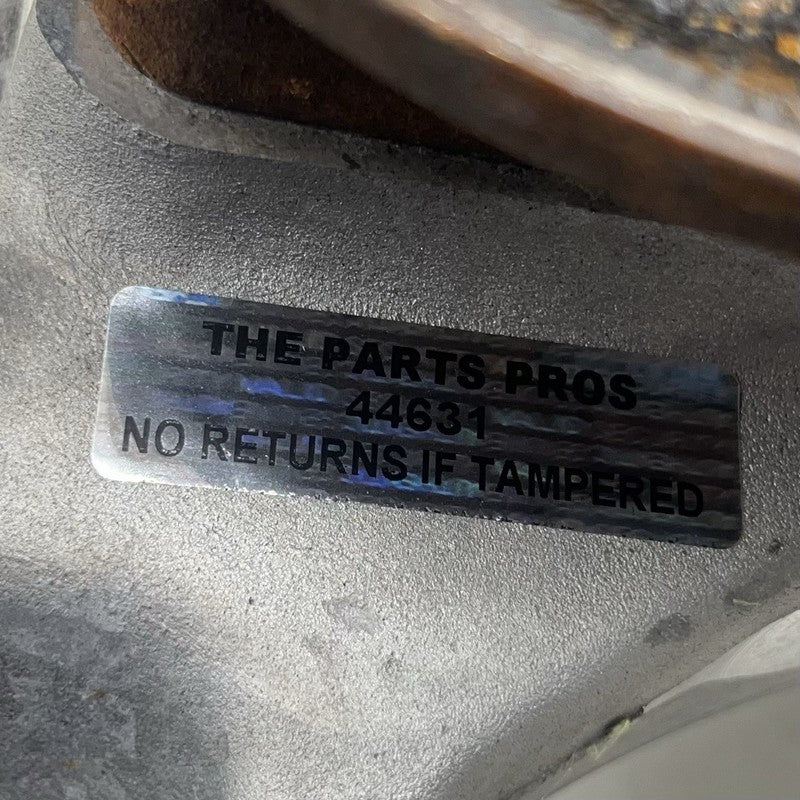 THE PARTS PROS
44631
NO RETURNS IF TAMPERED